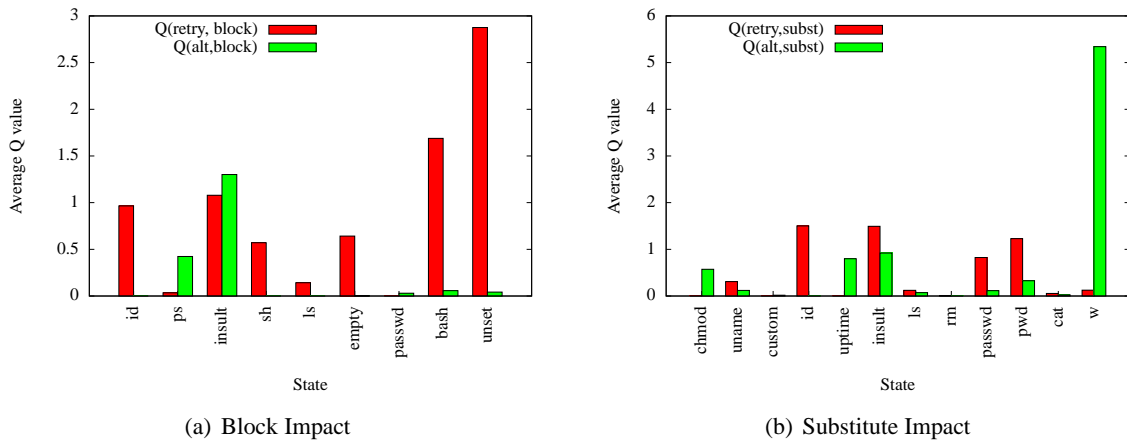 3
2.5
2
1.5
1
0.5
0
Average Q value
Q(retry, block)
Q(alt,block)
id
ps
insult
sh
ls
empty
passwd
bash
unset
State
(a) Block Impact
6
5
4
3
2
1
0
Average Q value
Q(retry,subst)
Q(alt,subst)
chmod
uname
custom
id
uptime
insult
ls
rm
passwd
pwd
cat
w
State
(b) Substitute Impact